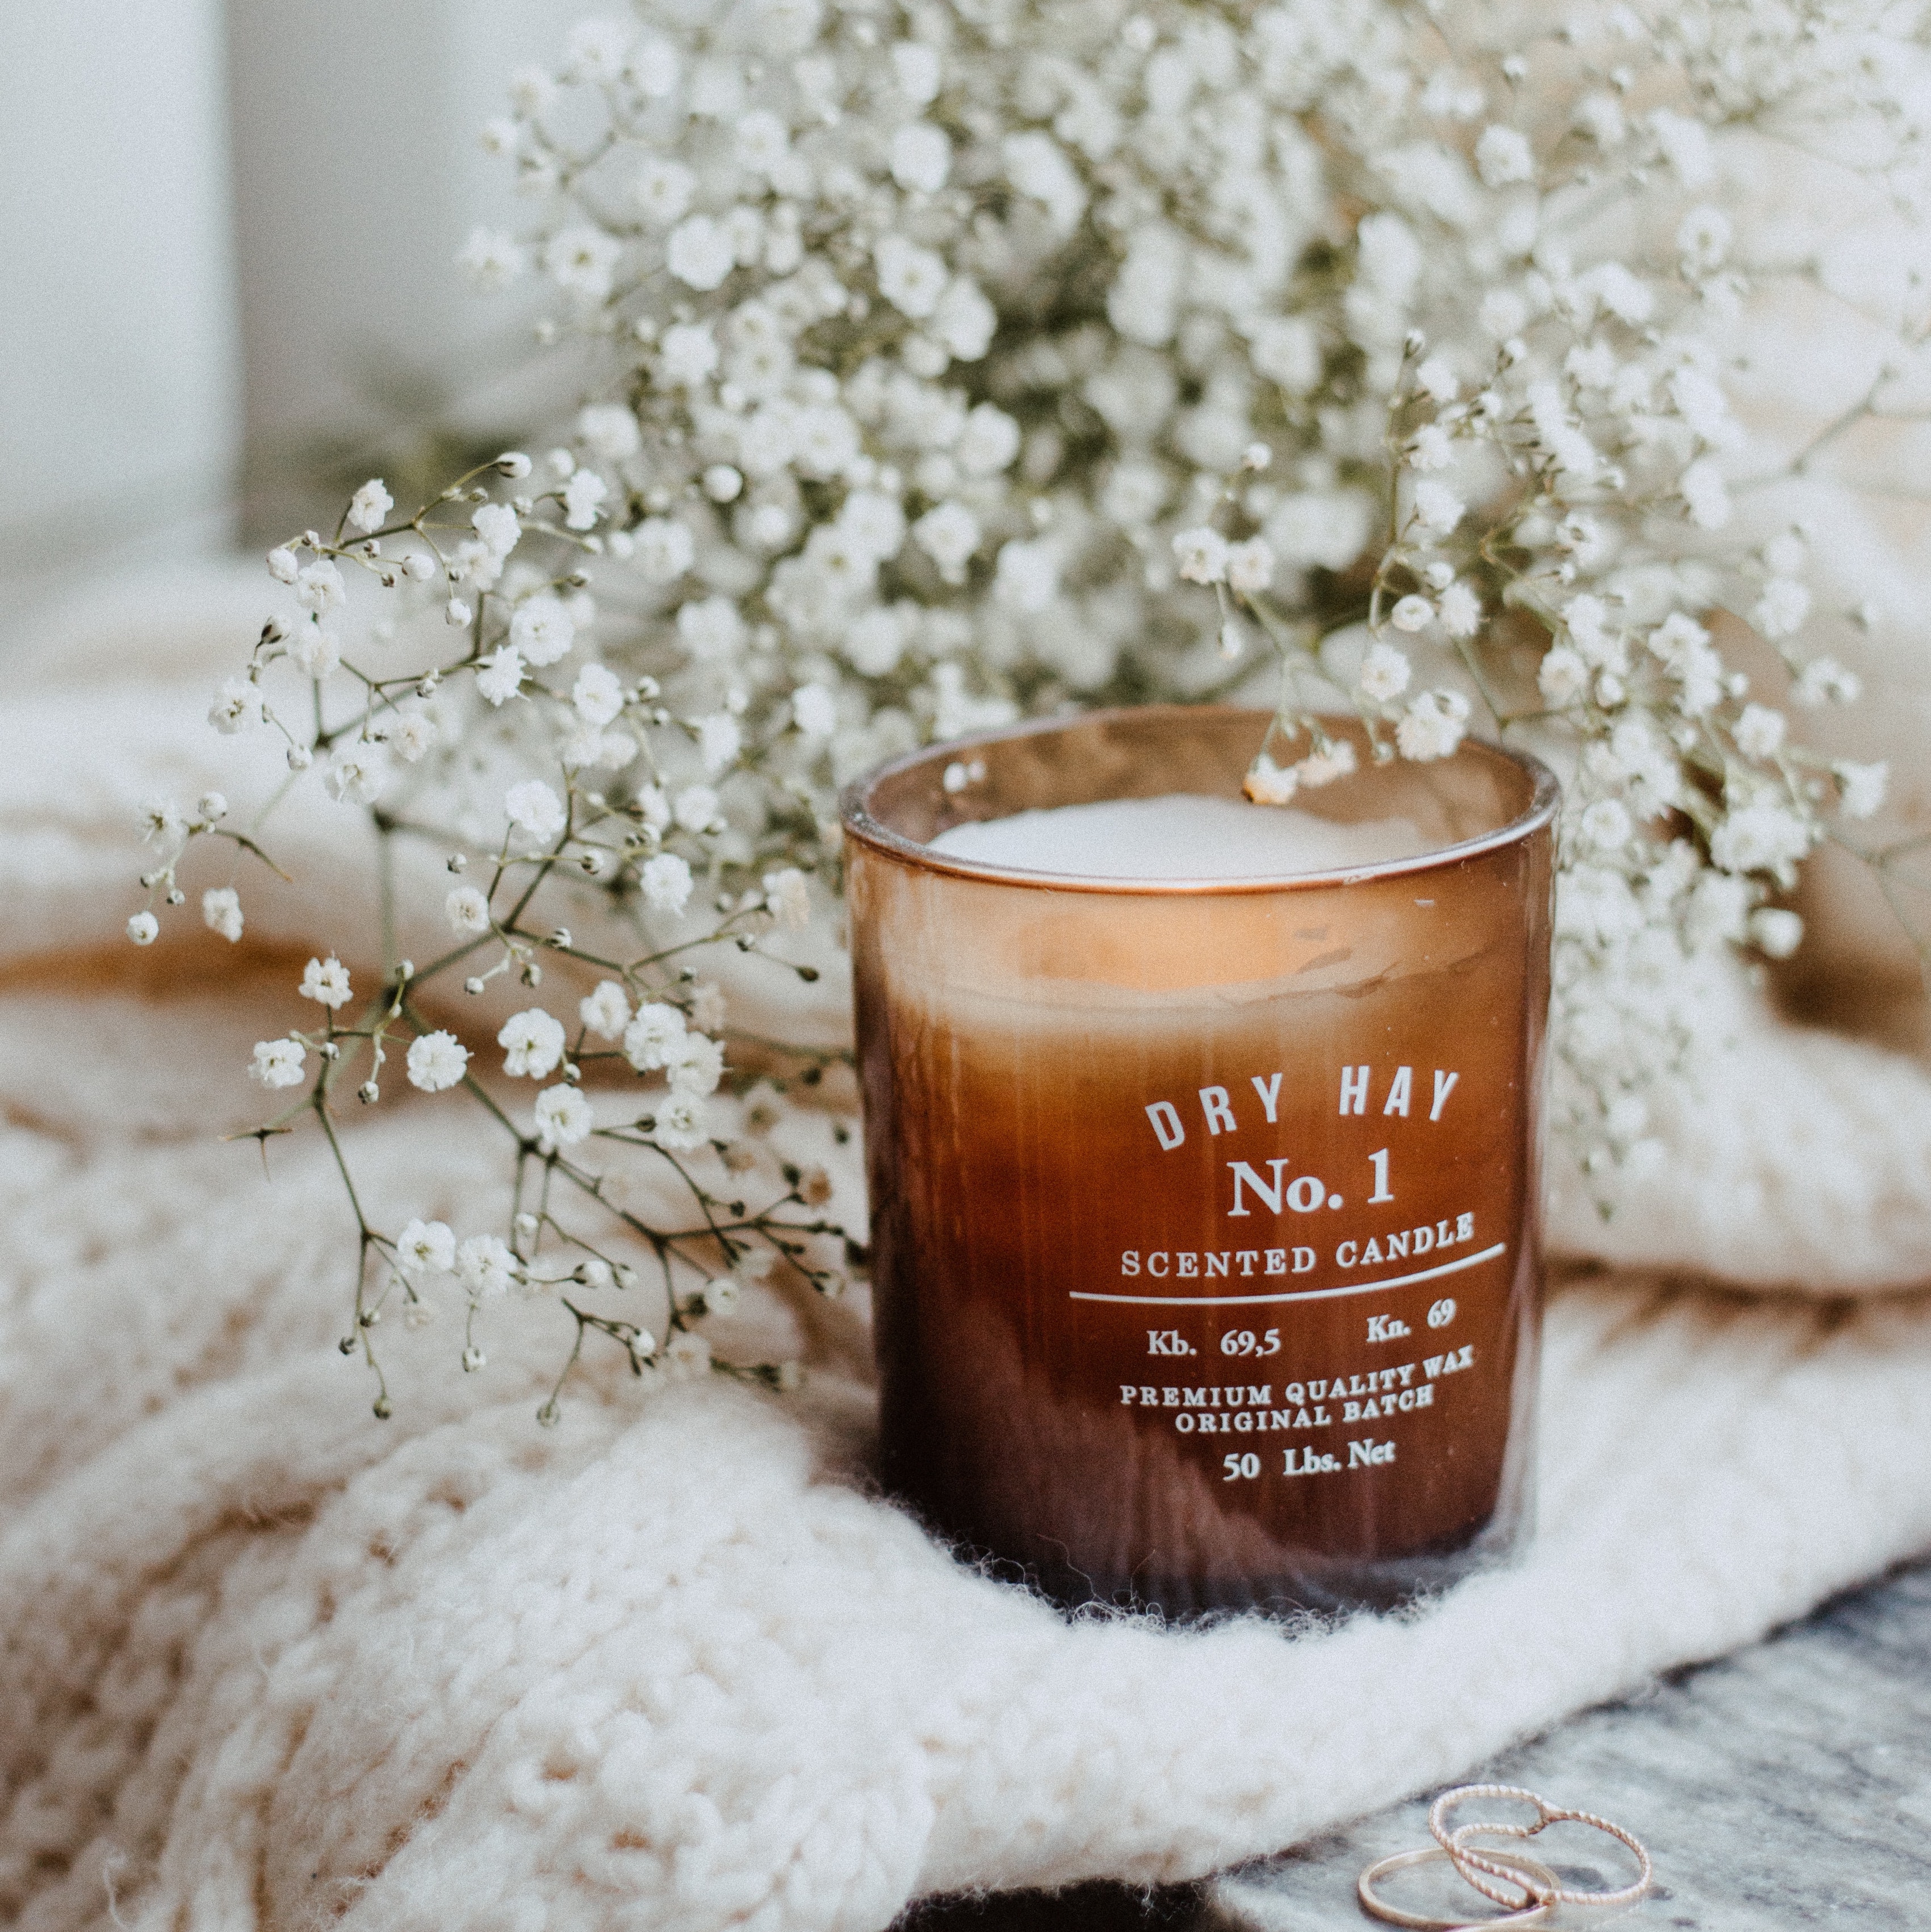 DRY HAY
No. 1
SCENTED CANDLE
Kb. 69,5 Kn. 69
PREMIUM QUALITY WAX
ORIGINAL BATCH
50 Lbs. Net